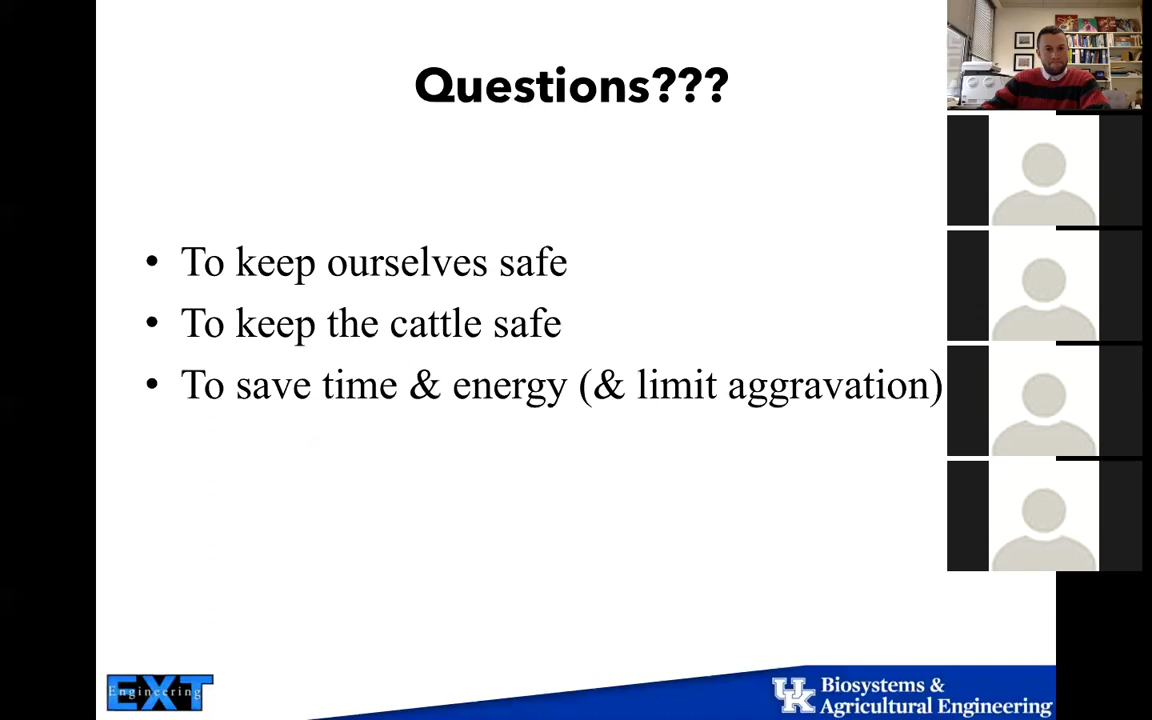 Questions???
• To keep ourselves safe
• To keep the cattle safe
• To save time & energy (& limit aggravation)
EXT
Engineering
UK
Biosystems &
Agricultural Engineering